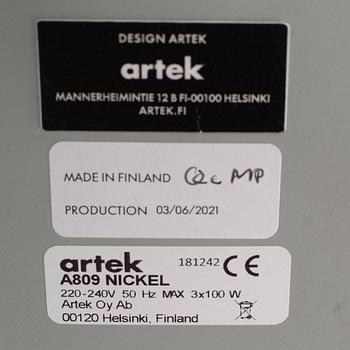 DESIGN ARTEK
artek
MANNERHEIMINTIE 12 B FI-00100 HELSINKI
ARTEK.FI
MADE IN FINLAND
PRODUCTION 03/06/2021
artek 181242 CE
A809 NICKEL
220-240V 50 Hz MAX 3x100 W
Artek Oy Ab
00120 Helsinki, Finland